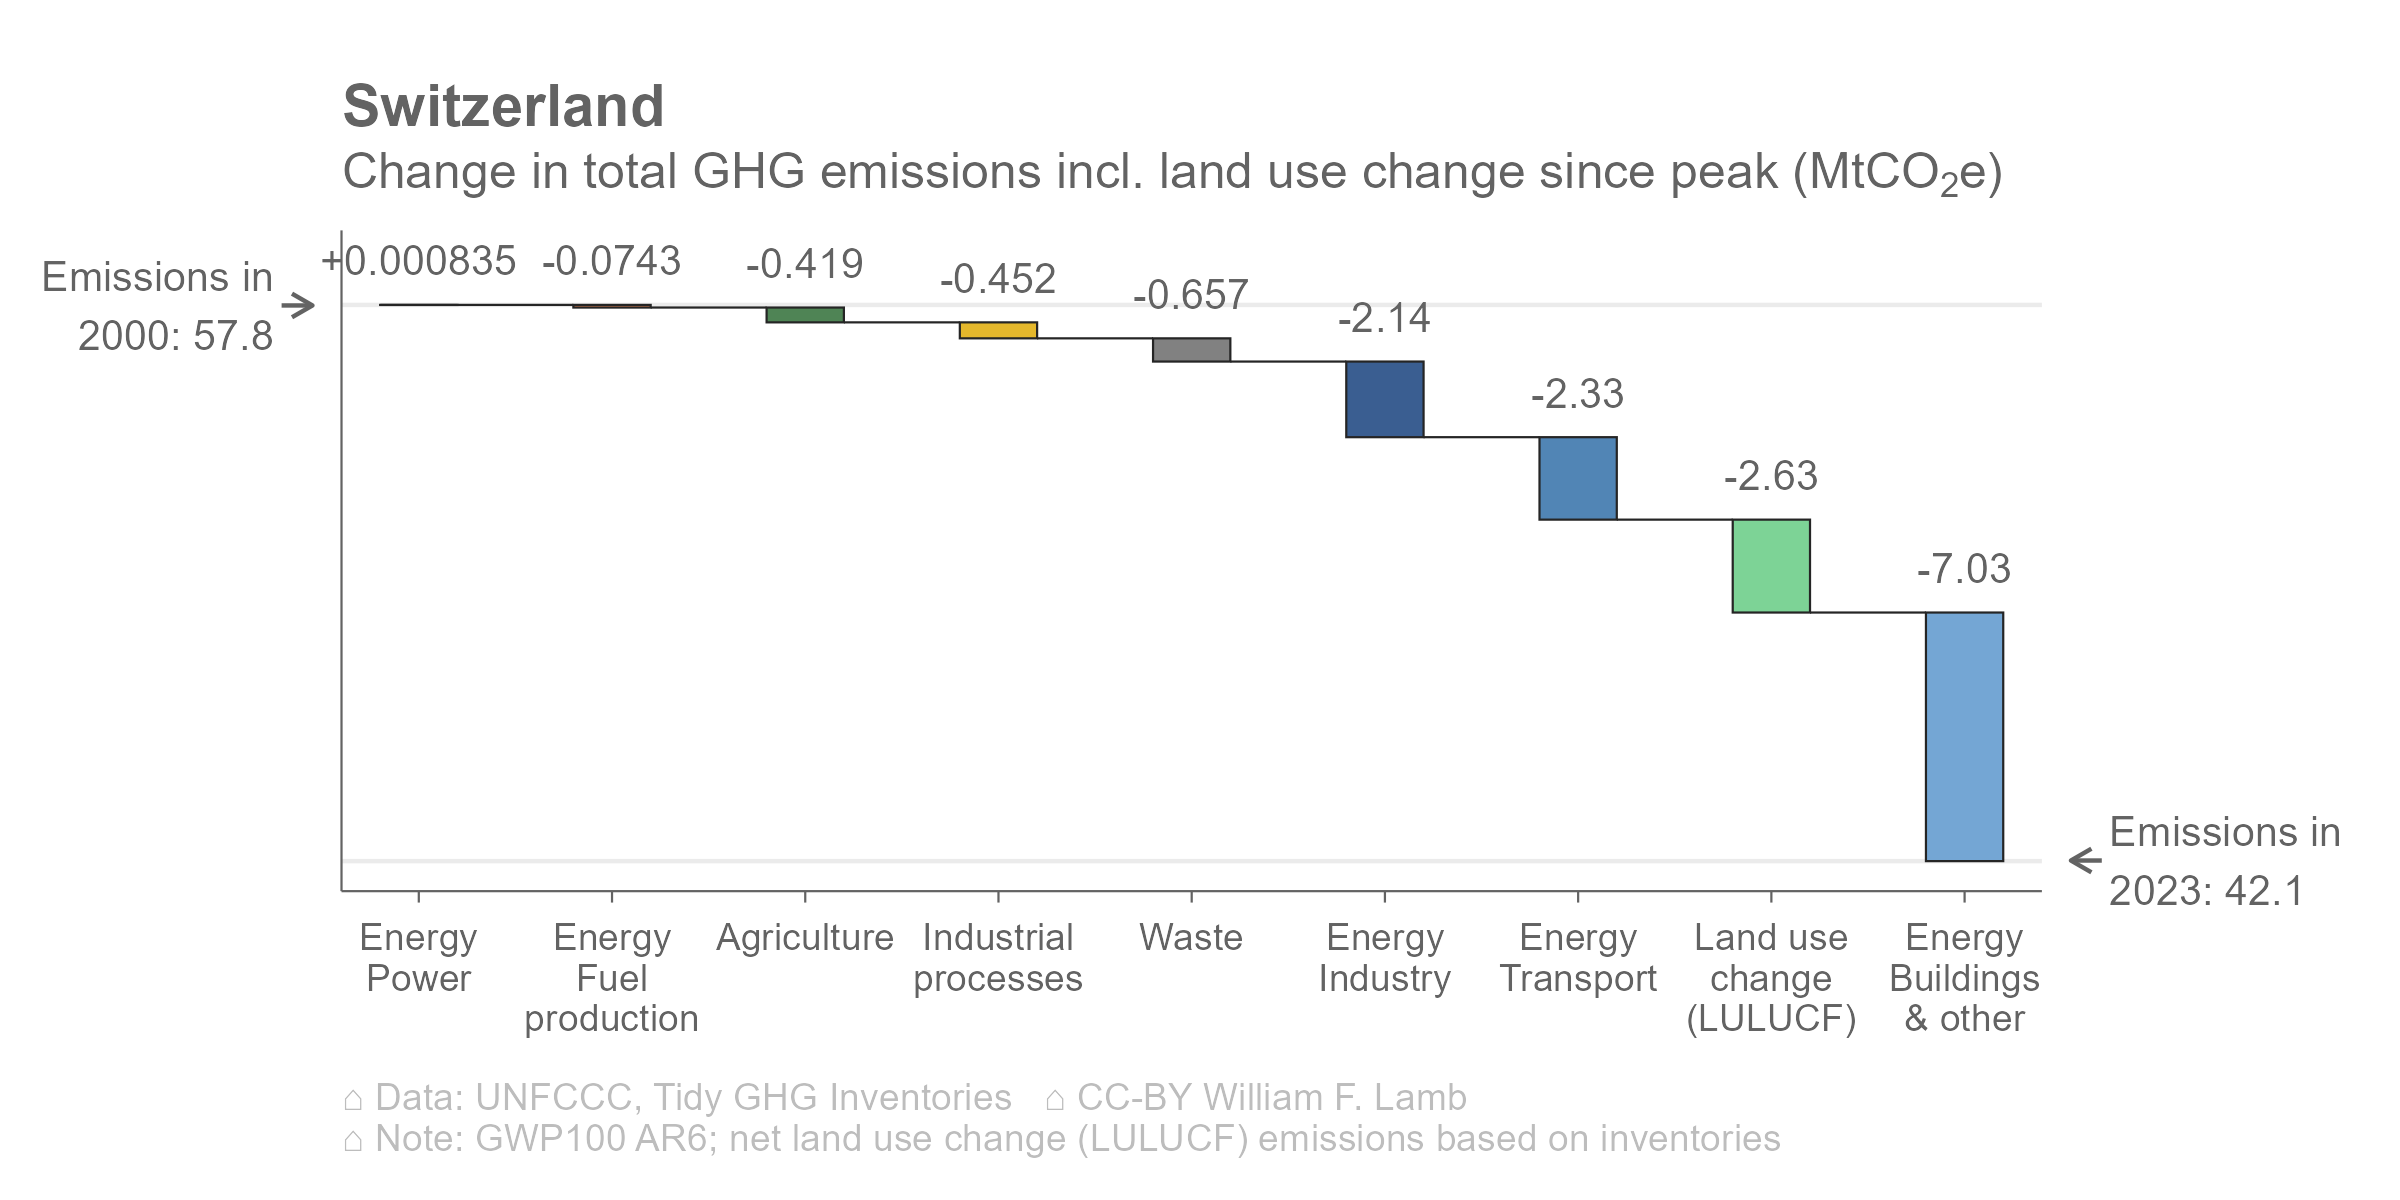 Switzerland
Change in total GHG emissions incl. land use change since peak (MtCO₂e)
Emissions in
2000: 57.8
+0.000835
-0.0743
-0.419
-0.452
-0.657
-2.14
-2.33
-2.63
-7.03
Emissions in
2023: 42.1
Energy
Power
Energy
Fuel
production
Agriculture
Industrial
processes
Waste
Energy
Industry
Energy
Transport
Land use
change
(LULUCF)
Energy
Buildings
& other
⌂ Data: UNFCCC, Tidy GHG Inventories ⌂ CC-BY William F. Lamb
⌂ Note: GWP100 AR6; net land use change (LULUCF) emissions based on inventories